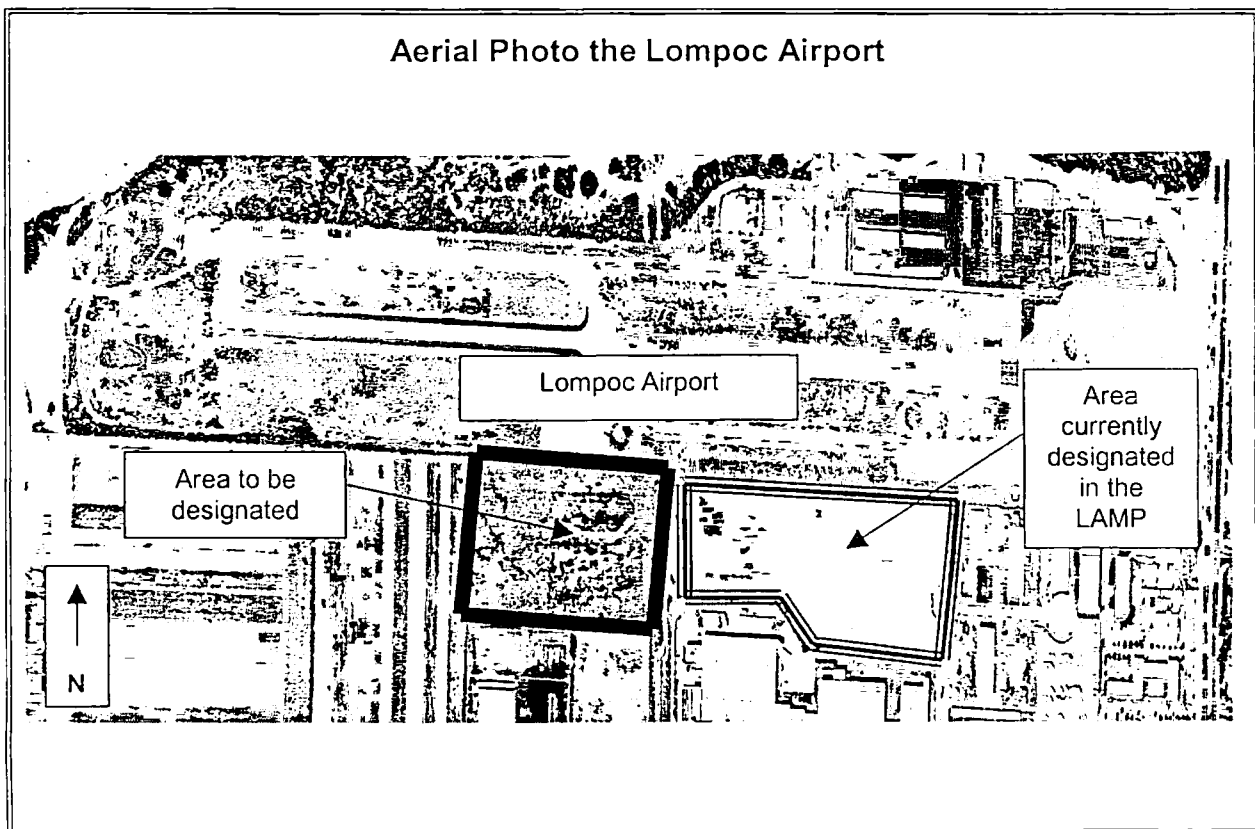 Aerial Photo the Lompoc Airport
Lompoc Airport
Area
currently
designated
in the
LAMP
Area to be
designated
N